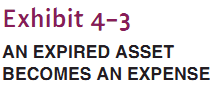 Exhibit 4–3
AN EXPIRED ASSET
BECOMES AN EXPENSE